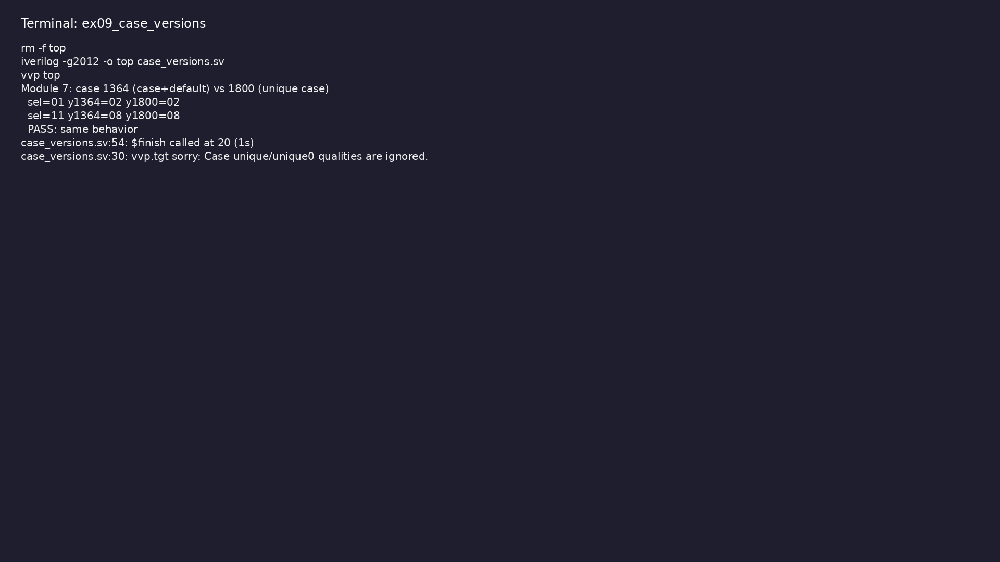 Terminal: ex09_case_versions
rm -f top
iverilog -g2012 -o top case_versions.sv
vvp top
Module 7: case 1364 (case+default) vs 1800 (unique case)
  sel=01 y1364=02 y1800=02
  sel=11 y1364=08 y1800=08
  PASS: same behavior
case_versions.sv:54: $finish called at 20 (1s)
case_versions.sv:30: vvp.tgt sorry: Case unique/unique0 qualities are ignored.